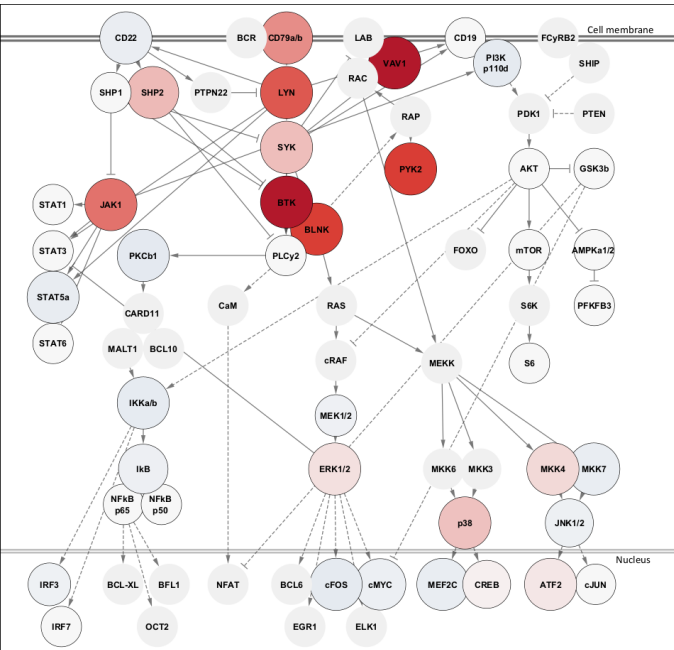 Cell membrane
CD22
BCR
CD79a/b
LAB
VAV1
CD19
PI3K
p110d
FCyRB2
SHIP
RAC
SHP1
SHP2
PTPN22
LYN
RAP
PDK1
PTEN
SYK
PYK2
AKT
GSK3b
STAT1
JAK1
BTK
BLNK
STAT3
PKCb1
PLCy2
FOXO
mTOR
AMPKa1/2
STAT5a
CARD11
CaM
RAS
S6K
PFKFB3
STAT6
MALT1
BCL10
cRAF
MEKK
S6
IKKa/b
MEK1/2
IkB
ERK1/2
MKK6
MKK3
MKK4
MKK7
NFkB
p65
NFkB
p50
p38
JNK1/2
Nucleus
IRF3
BCL-XL
BFL1
NFAT
BCL6
cFOS
cMYC
MEF2C
CREB
ATF2
cJUN
IRF7
OCT2
EGR1
ELK1